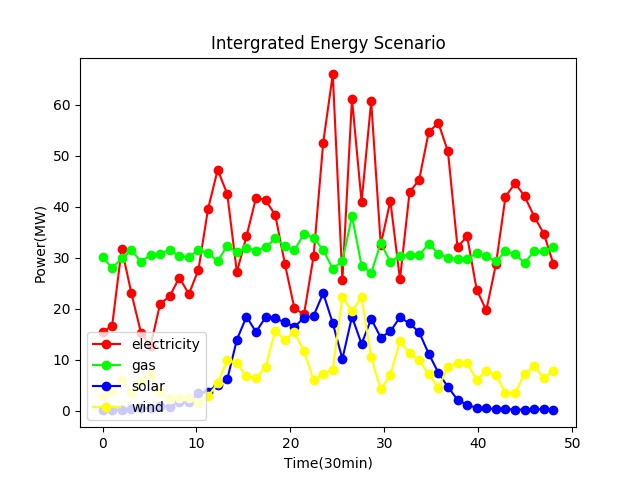 Intergrated Energy Scenario
Power(MW)
60
50
40
30
20
10
0
electricity
gas
solar
wind
0 10 20 30 40 50
Time(30min)